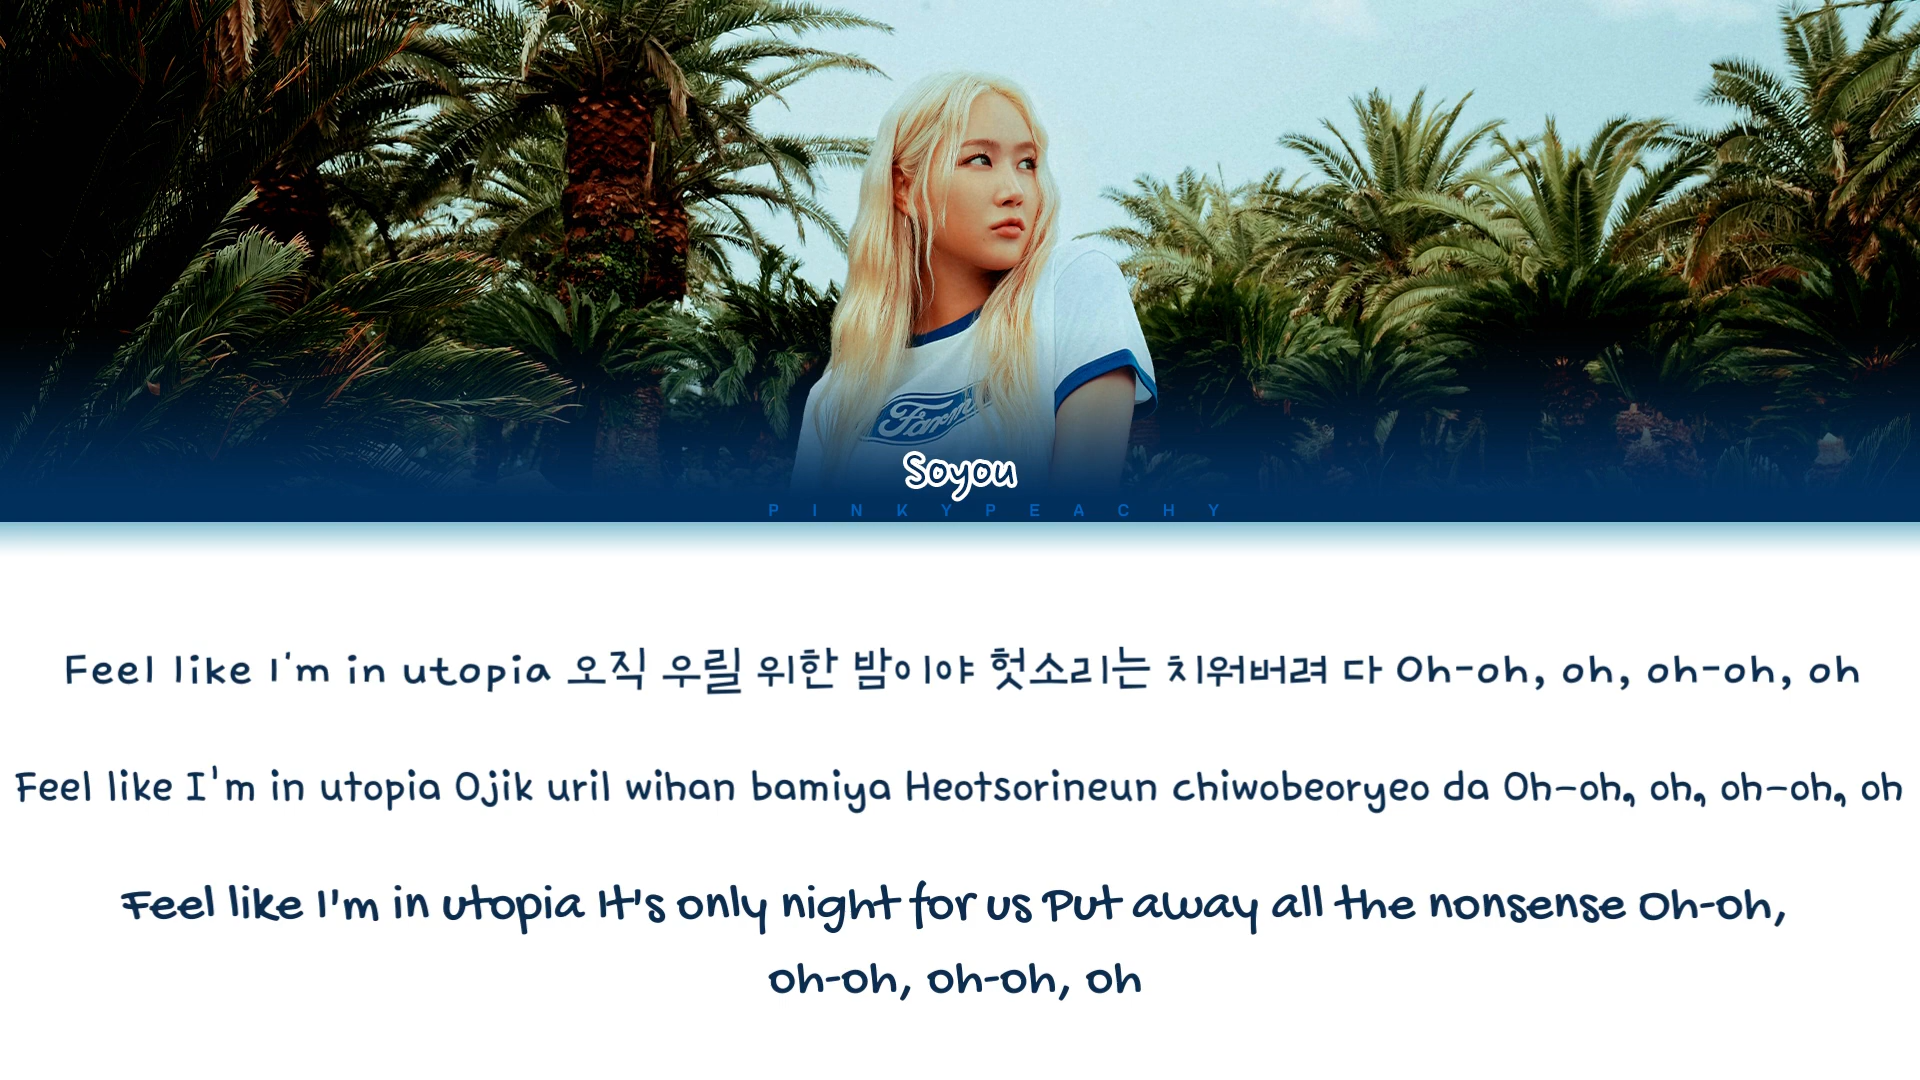 Farm
Soyou
PINKYPEACHY
Feel like I'm in utopia 오직 우릴 위한 밤이야 헛소리는 치워버려 다 Oh-oh, oh, oh-oh, oh
Feel like I'm in utopia Ojik uril wihan bamiya Heotsorineun chiwobeoryeo da Oh-oh, oh, oh-oh, oh
Feel like I'm in utopia It's only night for us Put away all the nonsense Oh-oh,
oh-oh, oh-oh, oh